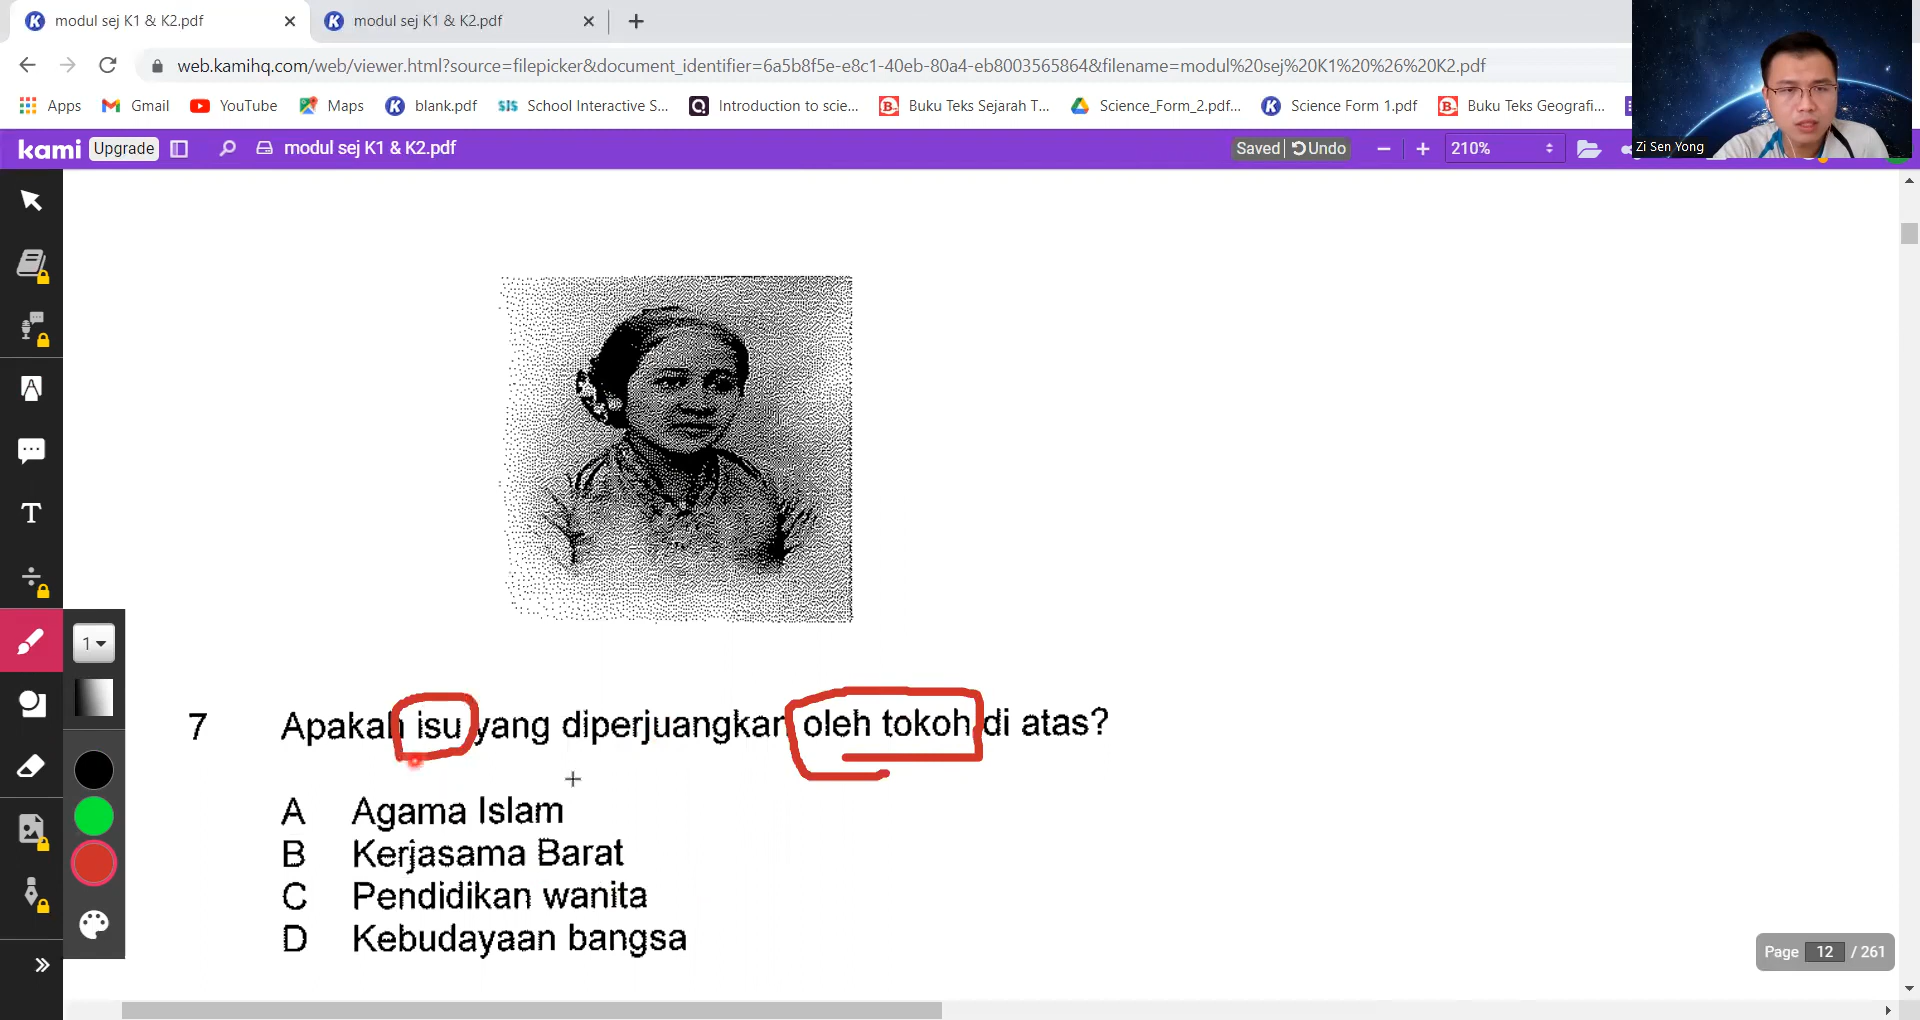 modul sej K1 & K2.pdf
modul sej K1 & K2.pdf
web.kamihq.com/web/viewer.html?source=filepicker&document_identifier=6a5b8f5e-e8c1-40eb-80a4-eb8003565864&filename=modul%20sej%20K1%20%26%20K2.pdf
Apps Gmail YouTube Maps blank.pdf School Interactive S... Introduction to scie... Buku Teks Sejarah T... Science_Form_2.pdf... Science Form 1.pdf Buku Teks Geografi...
kami Upgrade modul sej K1 & K2.pdf Saved Undo 210%
Zi Sen Yong
1
7 Apakah isu yang diperjuangkan oleh tokoh di atas?
A Agama Islam
B Kerjasama Barat
C Pendidikan wanita
D Kebudayaan bangsa
Page 12 / 261